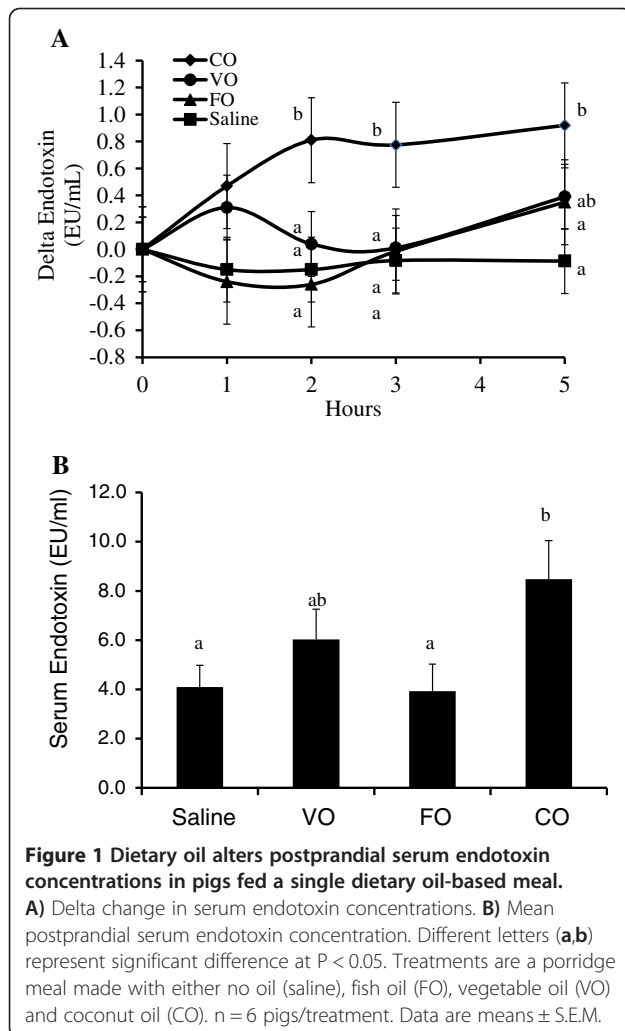 A
1.4
1.2
1.0
0.8
0.6
0.4
0.2
0.0
-0.2
-0.4
-0.6
-0.8
Delta Endotoxin
(EU/mL)
CO
VO
FO
Saline
b
b
b
a
a
a
a
a
a
ab
a
a
0
1
2
3
4
5
Hours
B
12.0
10.0
8.0
6.0
4.0
2.0
0.0
Serum Endotoxin (EU/ml)
a
ab
a
b
Saline
VO
FO
CO
Figure 1 Dietary oil alters postprandial serum endotoxin
concentrations in pigs fed a single dietary oil-based meal.
A) Delta change in serum endotoxin concentrations. B) Mean
postprandial serum endotoxin concentration. Different letters (a,b)
represent significant difference at P < 0.05. Treatments are a porridge
meal made with either no oil (saline), fish oil (FO), vegetable oil (VO)
and coconut oil (CO). n = 6 pigs/treatment. Data are means ± S.E.M.